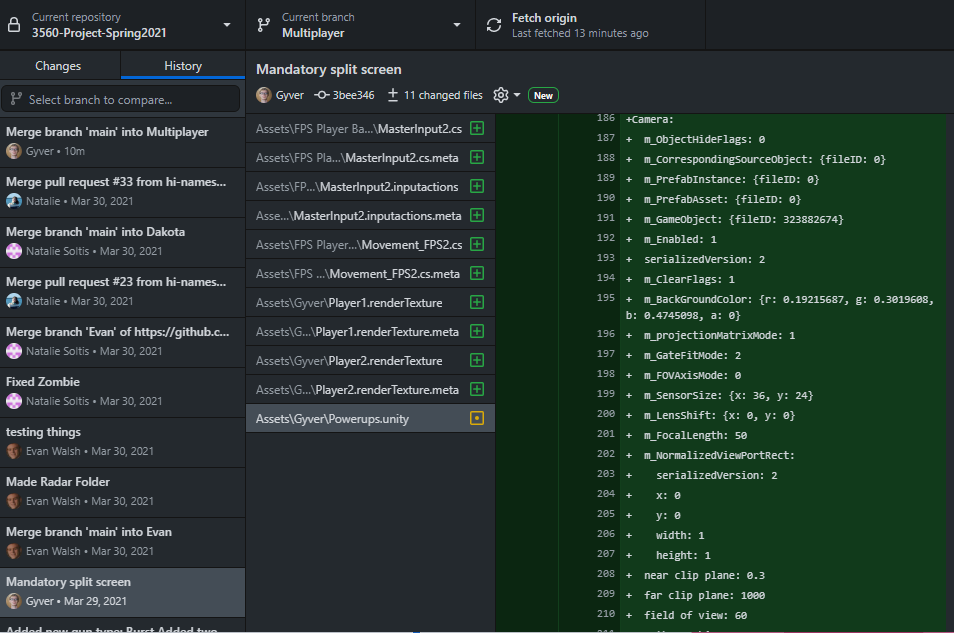 Current repository
3560-Project-Spring2021
Current branch
Multiplayer
Fetch origin
Last fetched 13 minutes ago
Changes
History
Select branch to compare...
Merge branch 'main' into Multiplayer
Gyver • 10m
Merge pull request #33 from hi-names...
Natalie • Mar 30, 2021
Merge branch 'main' into Dakota
Natalie Soltis • Mar 30, 2021
Merge pull request #23 from hi-names...
Natalie • Mar 30, 2021
Merge branch 'Evan' of https://github.c...
Natalie Soltis • Mar 30, 2021
Fixed Zombie
Natalie Soltis • Mar 30, 2021
testing things
Evan Walsh • Mar 30, 2021
Made Radar Folder
Evan Walsh • Mar 30, 2021
Merge branch 'main' into Evan
Evan Walsh • Mar 30, 2021
Mandatory split screen
Gyver • Mar 29, 2021
Added new gun type: Burst Added two
Mandatory split screen
Gyver 3bee346 11 changed files New
Assets\FPS Player Ba...\MasterInput2.cs
Assets\FPS Pla...\MasterInput2.cs.meta
Assets\FP...\MasterInput2.inputactions
Asse...\MasterInput2.inputactions.meta
Assets\FPS Player...\Movement_FPS2.cs
Assets\FPS ...\Movement_FPS2.cs.meta
Assets\Gyver\Player1.renderTexture
Assets\G...\Player1.renderTexture.meta
Assets\Gyver\Player2.renderTexture
Assets\G...\Player2.renderTexture.meta
Assets\Gyver\Powerups.unity
186 +Camera:
187 + m_ObjectHideFlags: 0
188 + m_CorrespondingSourceObject: {fileID: 0}
189 + m_PrefabInstance: {fileID: 0}
190 + m_PrefabAsset: {fileID: 0}
191 + m_GameObject: {fileID: 323882674}
192 + m_Enabled: 1
193 + serializedVersion: 2
194 + m_ClearFlags: 1
195 + m_BackGroundColor: {r: 0.19215687, g: 0.3019608,
b: 0.4745098, a: 0}
196 + m_projectionMatrixMode: 1
197 + m_GateFitMode: 2
198 + m_FOVAxisMode: 0
199 + m_SensorSize: {x: 36, y: 24}
200 + m_LensShift: {x: 0, y: 0}
201 + m_FocalLength: 50
202 + m_NormalizedViewPortRect:
203 + serializedVersion: 2
204 + x: 0
205 + y: 0
206 + width: 1
207 + height: 1
208 + near clip plane: 0.3
209 + far clip plane: 1000
210 + field of view: 60